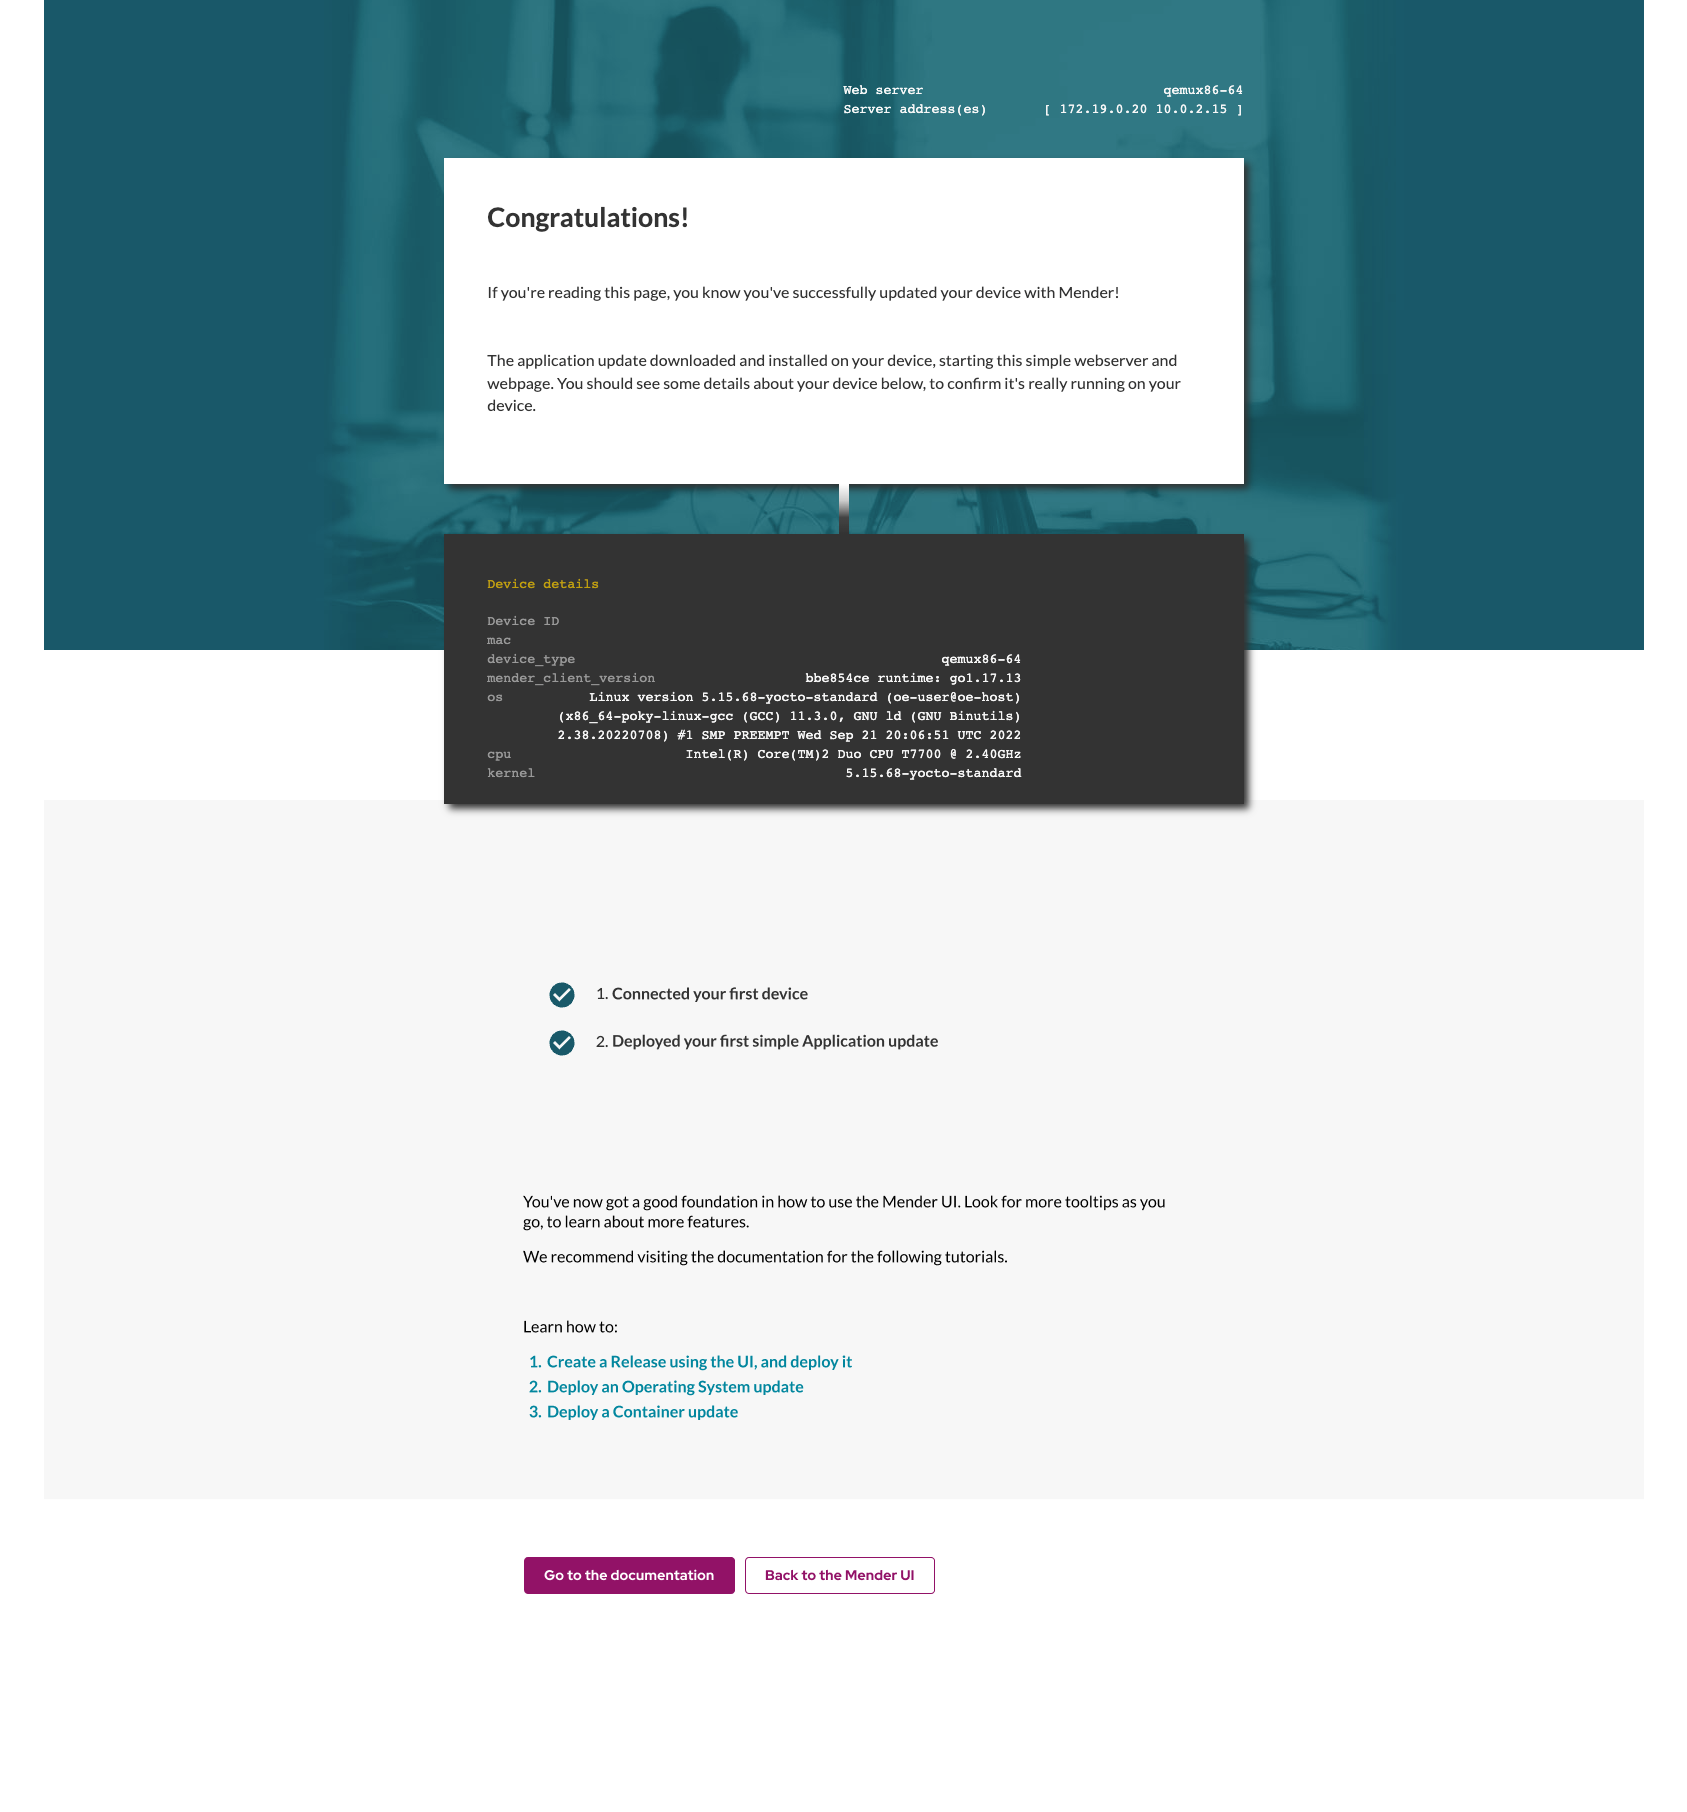 Web server qemux86-64
Server address(es) [ 172.19.0.20 10.0.2.15 ]
Congratulations!
If you're reading this page, you know you've successfully updated your device with Mender!
The application update downloaded and installed on your device, starting this simple webserver and
webpage. You should see some details about your device below, to confirm it's really running on your
device.
Device details
Device ID
mac
device_type qemux86-64
mender_client_version bbe854ce runtime: go1.17.13
os Linux version 5.15.68-yocto-standard (oe-user@oe-host)
(x86_64-poky-linux-gcc (GCC) 11.3.0, GNU ld (GNU Binutils)
2.38.20220708) #1 SMP PREEMPT Wed Sep 21 20:06:51 UTC 2022
cpu Intel(R) Core(TM)2 Duo CPU T7700 @ 2.40GHz
kernel 5.15.68-yocto-standard
1. Connected your first device
2. Deployed your first simple Application update
You've now got a good foundation in how to use the Mender UI. Look for more tooltips as you
go, to learn about more features.
We recommend visiting the documentation for the following tutorials.
Learn how to:
1. Create a Release using the UI, and deploy it
2. Deploy an Operating System update
3. Deploy a Container update
Go to the documentation Back to the Mender UI